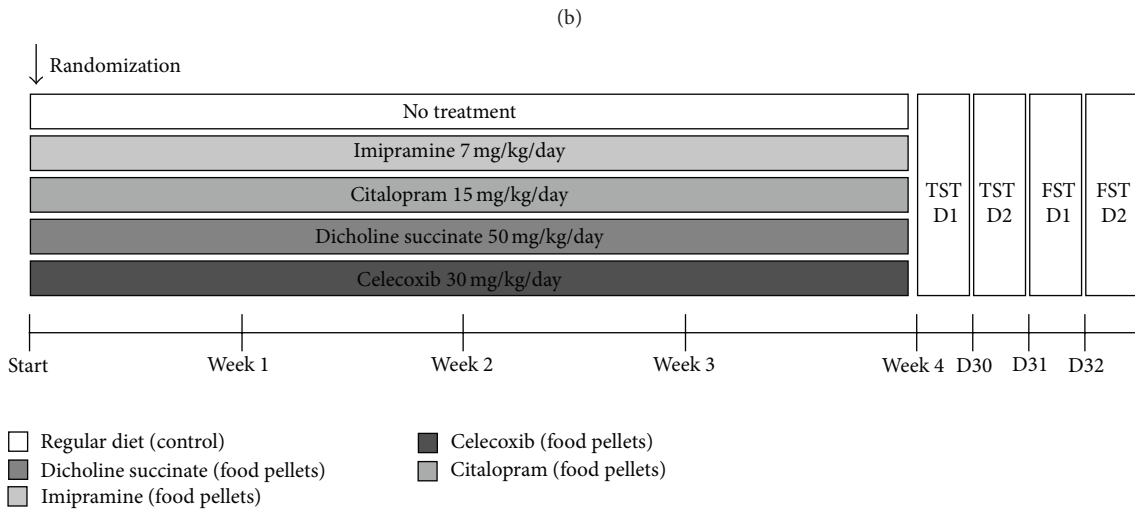 (b)
Randomization
No treatment
Imipramine 7 mg/kg/day
Citalopram 15 mg/kg/day
Dicholine succinate 50 mg/kg/day
Celecoxib 30 mg/kg/day
TST
D1
TST
D2
FST
D1
FST
D2
Start
Week 1
Week 2
Week 3
Week 4
D30
D31
D32
Regular diet (control)
Dicholine succinate (food pellets)
Imipramine (food pellets)
Celecoxib (food pellets)
Citalopram (food pellets)